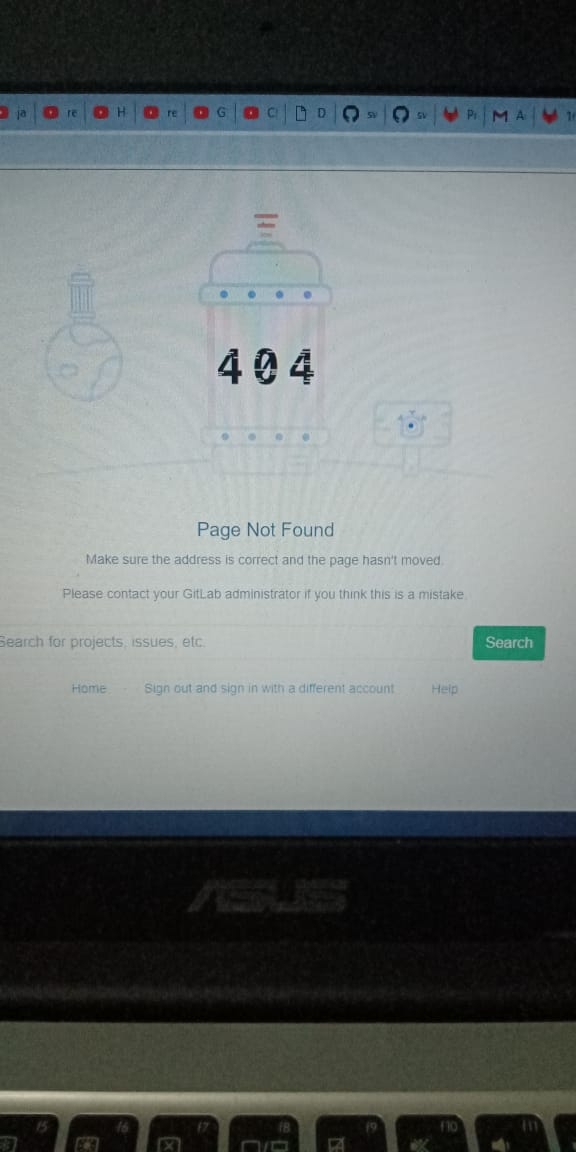 ja re H re G C D sv sv Pi A 1
404
Page Not Found
Make sure the address is correct and the page hasn't moved.
Please contact your GitLab administrator if you think this is a mistake.
Search for projects, issues, etc.
Search
Home Sign out and sign in with a different account Help
ASUS
f5 f6 f7 f8 f9 f10 f11